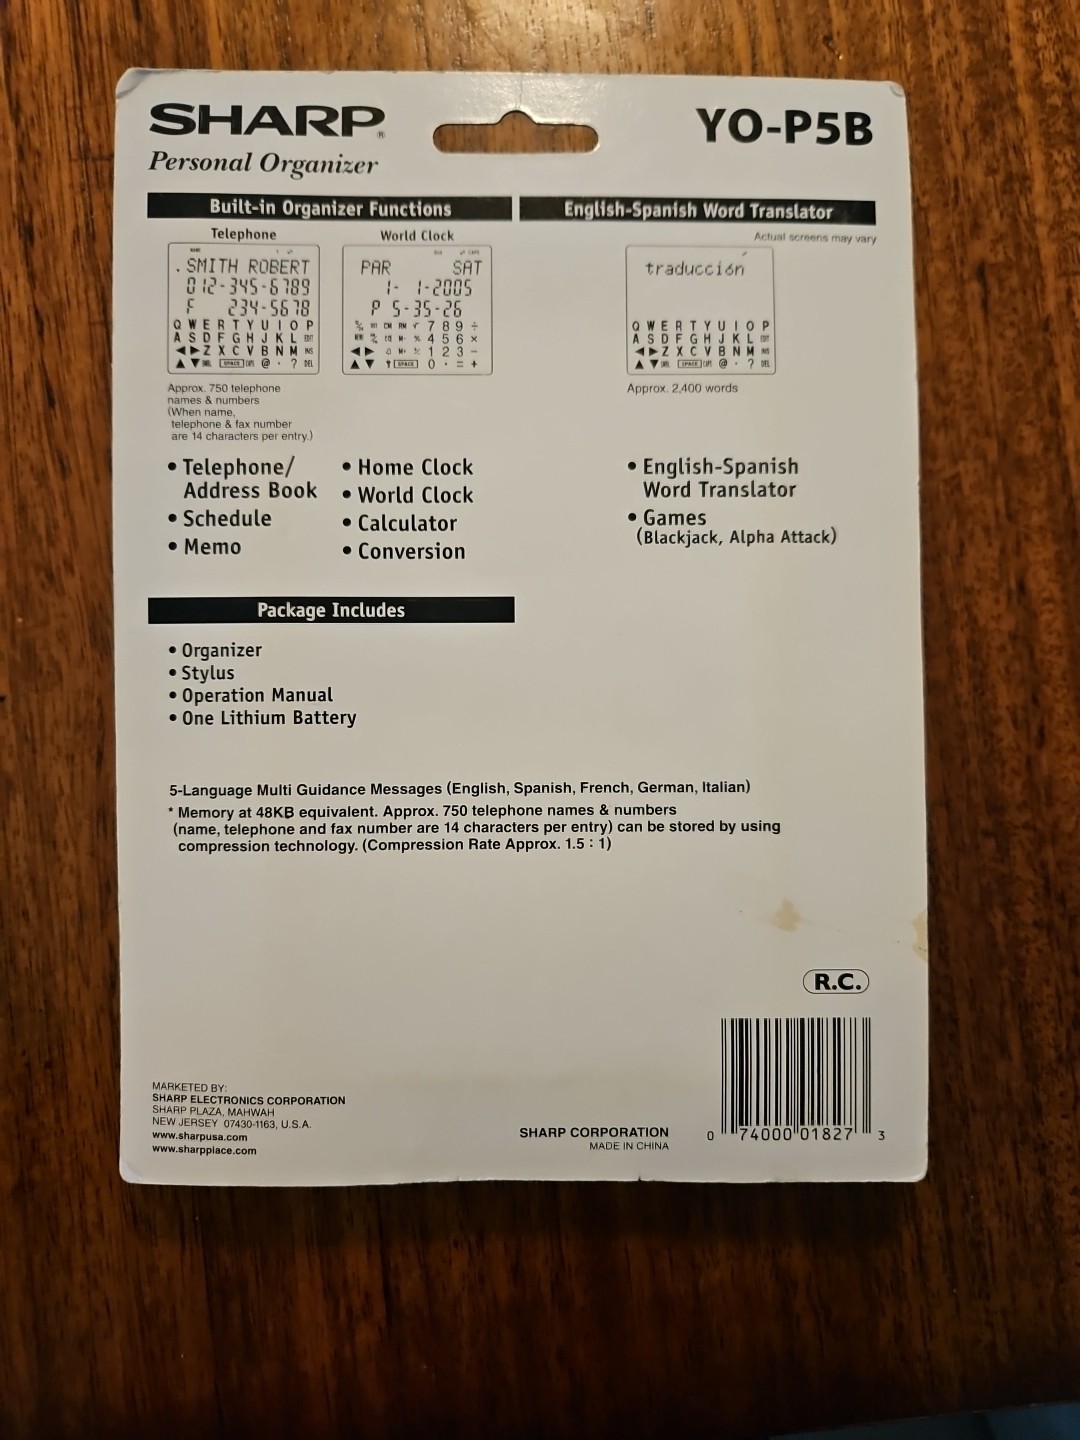 SHARP®
YO-P5B
Personal Organizer
Built-in Organizer Functions
English-Spanish Word Translator
Telephone
World Clock
Actual screens may vary
. SMITH ROBERT
012-345-6789
F 234-5678
Q W E R T Y U I O P
A S D F G H J K L
◀ ▶ Z X C V B N M INS
▲ ▼ SPACE @ · ? DEL
PAR SAT
1- 1-2005
P 5-35-26
7 8 9 ÷
4 5 6 ×
◀ ▶ 1 2 3 −
▲ ▼ SPACE 0 · = +
traducción
Q W E R T Y U I O P
A S D F G H J K L
◀ ▶ Z X C V B N M INS
▲ ▼ SPACE @ · ? DEL
Approx. 750 telephone
names & numbers
(When name,
telephone & fax number
are 14 characters per entry.)
Approx. 2,400 words
• Telephone/
Address Book
• Schedule
• Memo
• Home Clock
• World Clock
• Calculator
• Conversion
• English-Spanish
Word Translator
• Games
(Blackjack, Alpha Attack)
Package Includes
• Organizer
• Stylus
• Operation Manual
• One Lithium Battery
5-Language Multi Guidance Messages (English, Spanish, French, German, Italian)
* Memory at 48KB equivalent. Approx. 750 telephone names & numbers
(name, telephone and fax number are 14 characters per entry) can be stored by using
compression technology. (Compression Rate Approx. 1.5 : 1)
R.C.
MARKETED BY:
SHARP ELECTRONICS CORPORATION
SHARP PLAZA, MAHWAH
NEW JERSEY 07430-1163, U.S.A.
www.sharpusa.com
www.sharpplace.com
SHARP CORPORATION
MADE IN CHINA
0 74000 01827 3